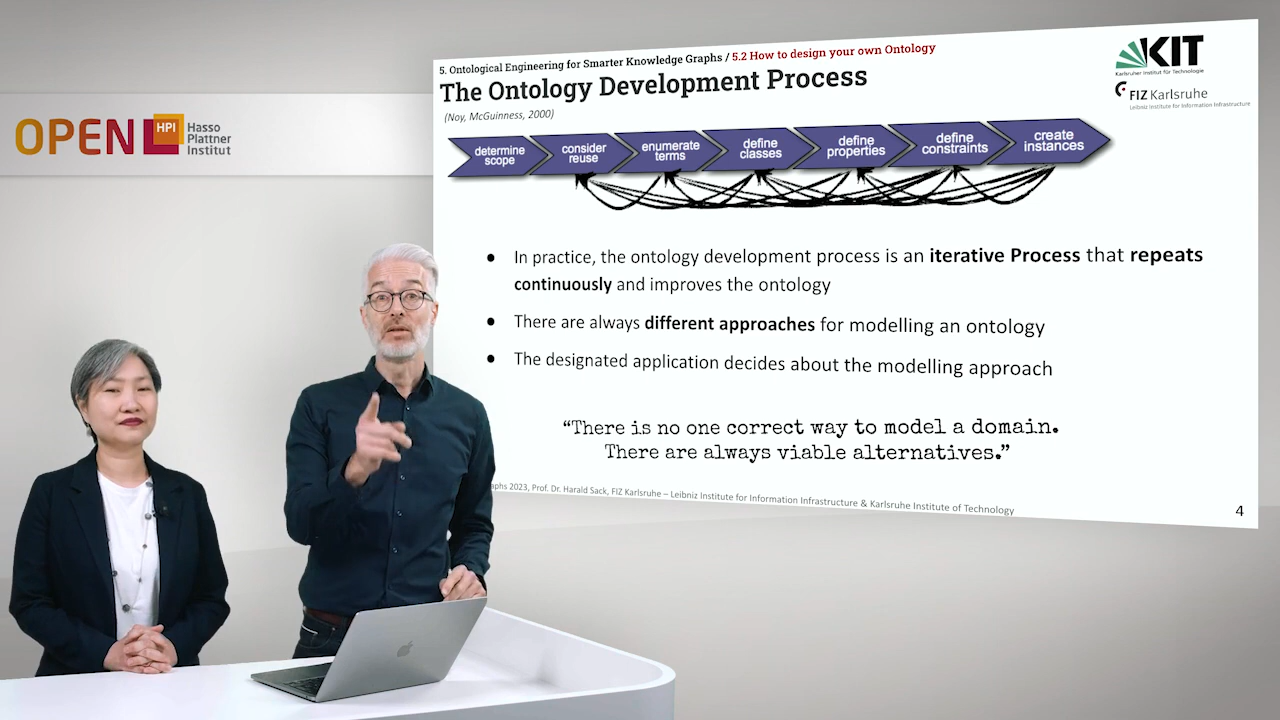 5. Ontological Engineering for Smarter Knowledge Graphs / 5.2 How to design your own Ontology
The Ontology Development Process
(Noy, McGuinness, 2000)
KIT
Karlsruher Institut für Technologie
FIZ Karlsruhe
Leibniz Institute for Information Infrastructure
OPEN HPI Hasso
Plattner
Institut
determine
scope
consider
reuse
enumerate
terms
define
classes
define
properties
define
constraints
create
instances
● In practice, the ontology development process is an iterative Process that repeats
continuously and improves the ontology
● There are always different approaches for modelling an ontology
● The designated application decides about the modelling approach
“There is no one correct way to model a domain.
There are always viable alternatives.”
2023, Prof. Dr. Harald Sack, FIZ Karlsruhe – Leibniz Institute for Information Infrastructure & Karlsruhe Institute of Technology
4